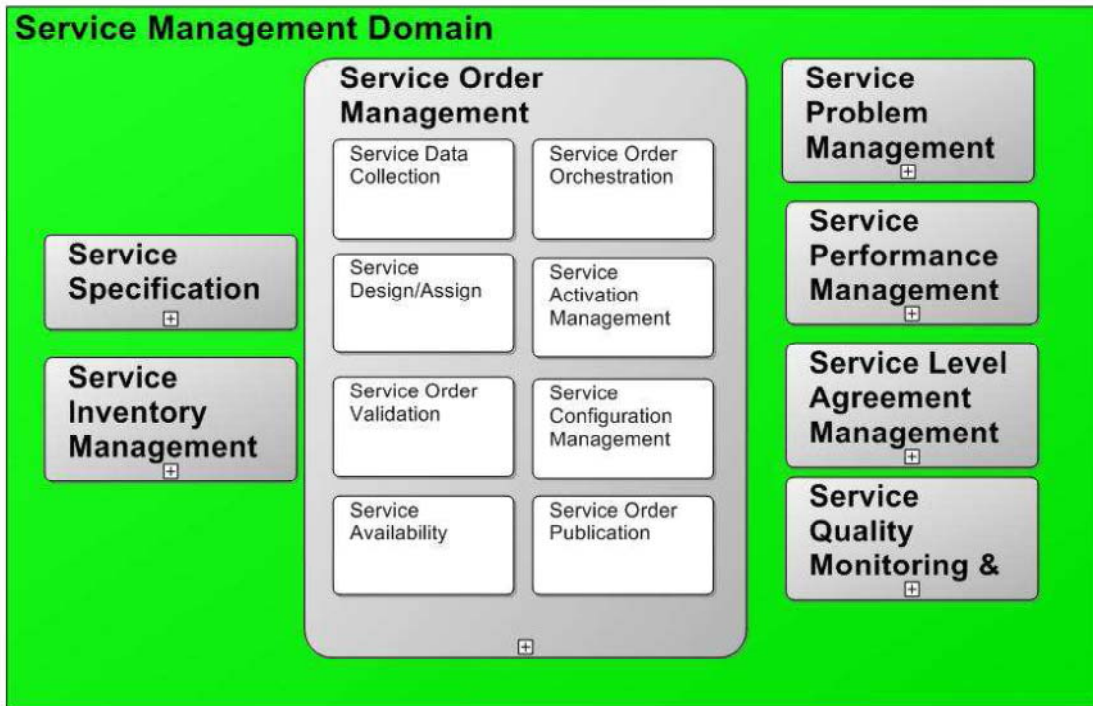 Service Management Domain
Service
Specification
Service
Inventory
Management
Service Order
Management
Service Data
Collection
Service Order
Orchestration
Service
Design/Assign
Service
Activation
Management
Service Order
Validation
Service
Configuration
Management
Service
Availability
Service Order
Publication
Service
Problem
Management
Service
Performance
Management
Service Level
Agreement
Management
Service
Quality
Monitoring &